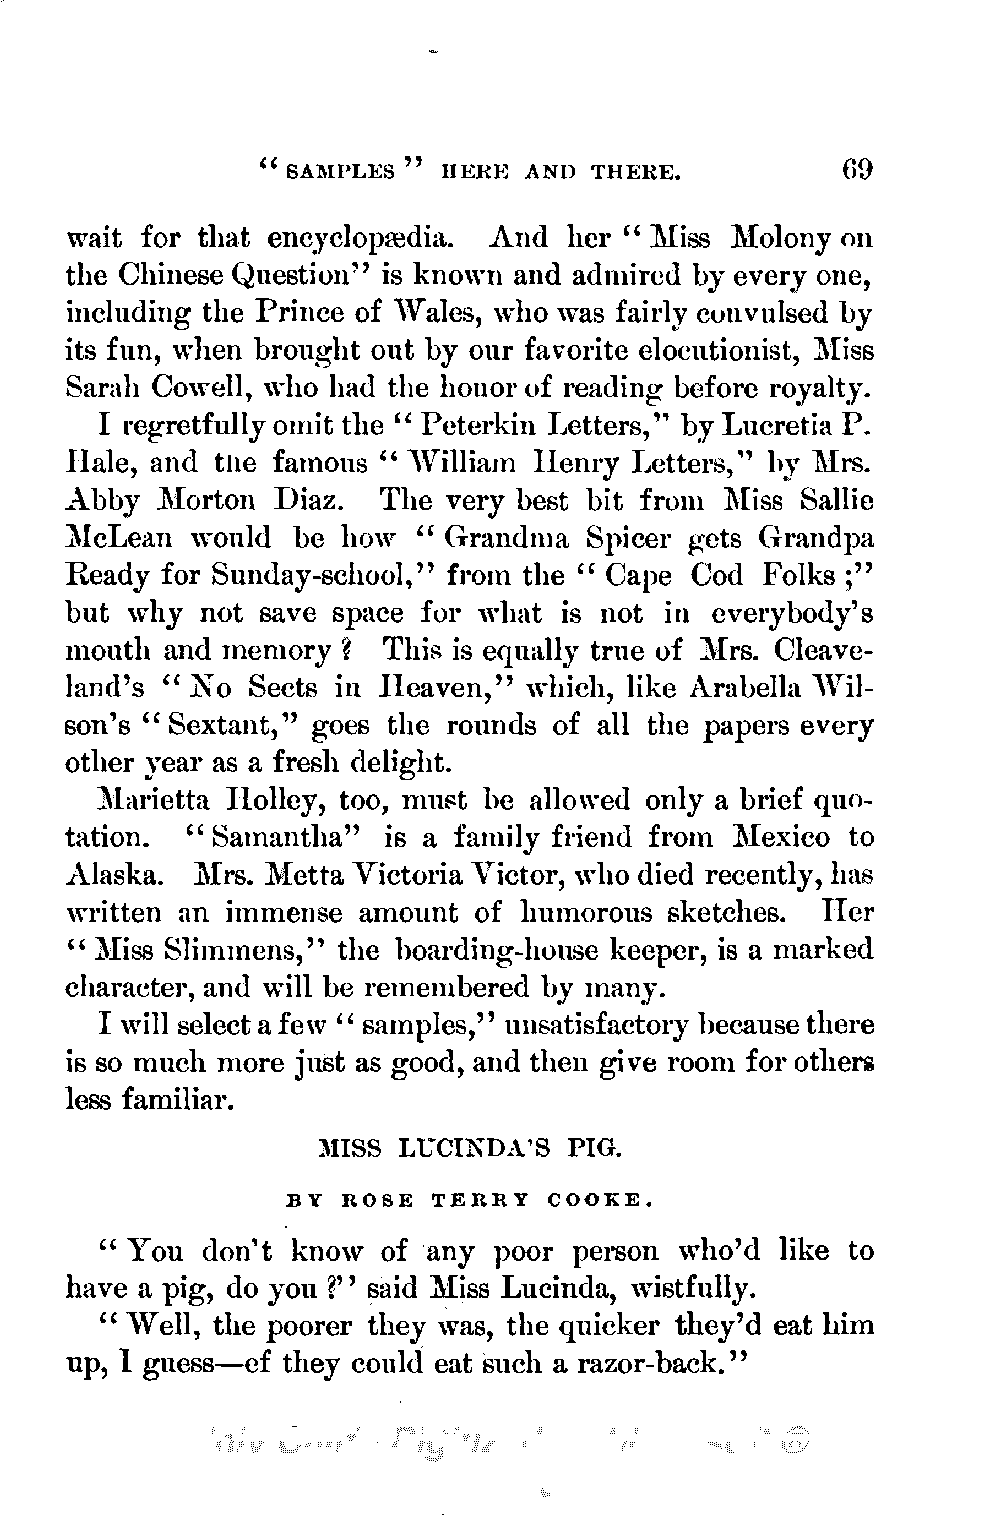 “ SAMPLES ” HERE AND THERE. 69
wait for that encyclopædia. And her “ Miss Molony on
the Chinese Question” is known and admired by every one,
including the Prince of Wales, who was fairly convulsed by
its fun, when brought out by our favorite elocutionist, Miss
Sarah Cowell, who had the honor of reading before royalty.
I regretfully omit the “ Peterkin Letters,” by Lucretia P.
Hale, and the famous “ William Henry Letters,” by Mrs.
Abby Morton Diaz. The very best bit from Miss Sallie
McLean would be how “ Grandma Spicer gets Grandpa
Ready for Sunday-school,” from the “ Cape Cod Folks ;”
but why not save space for what is not in everybody’s
mouth and memory ? This is equally true of Mrs. Cleave-
land’s “ No Sects in Heaven,” which, like Arabella Wil-
son’s “ Sextant,” goes the rounds of all the papers every
other year as a fresh delight.
Marietta Holley, too, must be allowed only a brief quo-
tation. “ Samantha” is a family friend from Mexico to
Alaska. Mrs. Metta Victoria Victor, who died recently, has
written an immense amount of humorous sketches. Her
“ Miss Slimmens,” the boarding-house keeper, is a marked
character, and will be remembered by many.
I will select a few “ samples,” unsatisfactory because there
is so much more just as good, and then give room for others
less familiar.
MISS LUCINDA’S PIG.
BY ROSE TERRY COOKE.
“ You don’t know of any poor person who’d like to
have a pig, do you ?” said Miss Lucinda, wistfully.
“ Well, the poorer they was, the quicker they’d eat him
up, I guess—ef they could eat such a razor-back.”